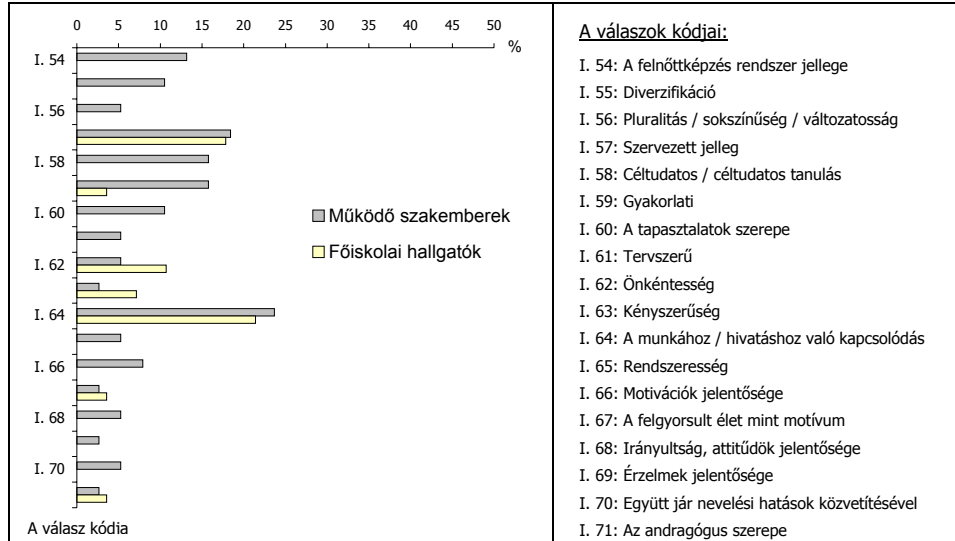 0 5 10 15 20 25 30 35 40 45 50
%
I. 54
I. 56
I. 58
I. 60
I. 62
I. 64
I. 66
I. 68
I. 70
Működő szakemberek
Főiskolai hallgatók
A válasz kódia
A válaszok kódjai:
I. 54: A felnőttképzés rendszer jellege
I. 55: Diverzifikáció
I. 56: Pluralitás / sokszínűség / változatosság
I. 57: Szervezett jelleg
I. 58: Céltudatos / céltudatos tanulás
I. 59: Gyakorlati
I. 60: A tapasztalatok szerepe
I. 61: Tervszerű
I. 62: Önkéntesség
I. 63: Kényszerűség
I. 64: A munkához / hivatáshoz való kapcsolódás
I. 65: Rendszeresség
I. 66: Motivációk jelentősége
I. 67: A felgyorsult élet mint motívum
I. 68: Irányultság, attitűdök jelentősége
I. 69: Érzelmek jelentősége
I. 70: Együtt jár nevelési hatások közvetítésével
I. 71: Az andragógus szerepe